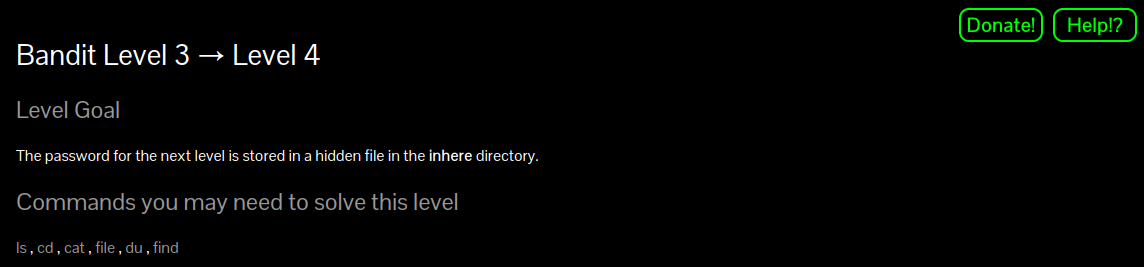 Donate! Help!?
Bandit Level 3 → Level 4
Level Goal
The password for the next level is stored in a hidden file in the inhere directory.
Commands you may need to solve this level
ls , cd , cat , file , du , find